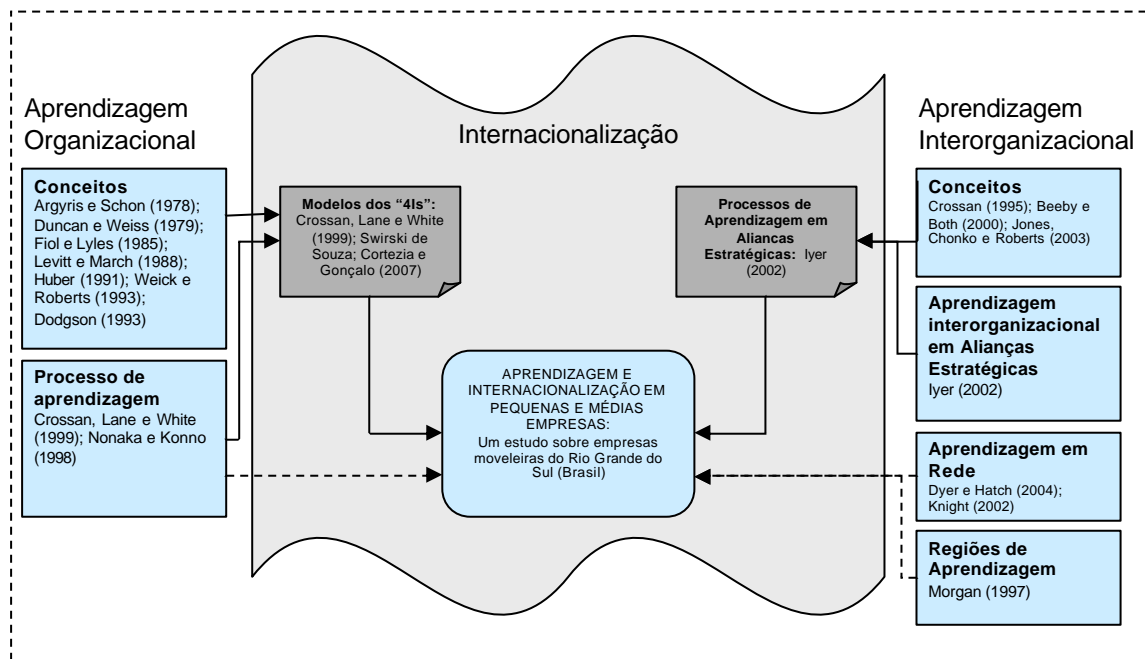 Aprendizagem
Organizacional
Conceitos
Argyris e Schon (1978);
Duncan e Weiss (1979);
Fiol e Lyles (1985);
Levitt e March (1988);
Huber (1991); Weick e
Roberts (1993);
Dodgson (1993)
Processo de
aprendizagem
Crossan, Lane e White
(1999); Nonaka e Konno
(1998)
Internacionalização
Modelos dos “4Is”:
Crossan, Lane e White
(1999); Swirski de
Souza; Cortezia e
Gonçalo (2007)
Processos de
Aprendizagem em
Aliancas
Estratégicas: Iyer
(2002)
APRENDIZAGEM E
INTERNACIONALIZAÇÃO EM
PEQUENAS E MÉDIAS
EMPRESAS:
Um estudo sobre empresas
moveleiras do Rio Grande do
Sul (Brasil)
Aprendizagem
Interorganizacional
Conceitos
Crossan (1995); Beeby e
Both (2000); Jones,
Chonko e Roberts (2003)
Aprendizagem
interorganizacional
em Alianças
Estratégicas
Iyer (2002)
Aprendizagem em
Rede
Dyer e Hatch (2004);
Knight (2002)
Regiões de
Aprendizagem
Morgan (1997)